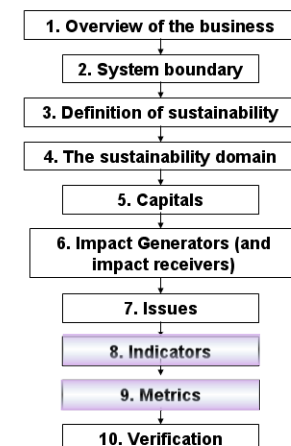 1. Overview of the business
2. System boundary
3. Definition of sustainability
4. The sustainability domain
5. Capitals
6. Impact Generators (and
impact receivers)
7. Issues
8. Indicators
9. Metrics
10. Verification